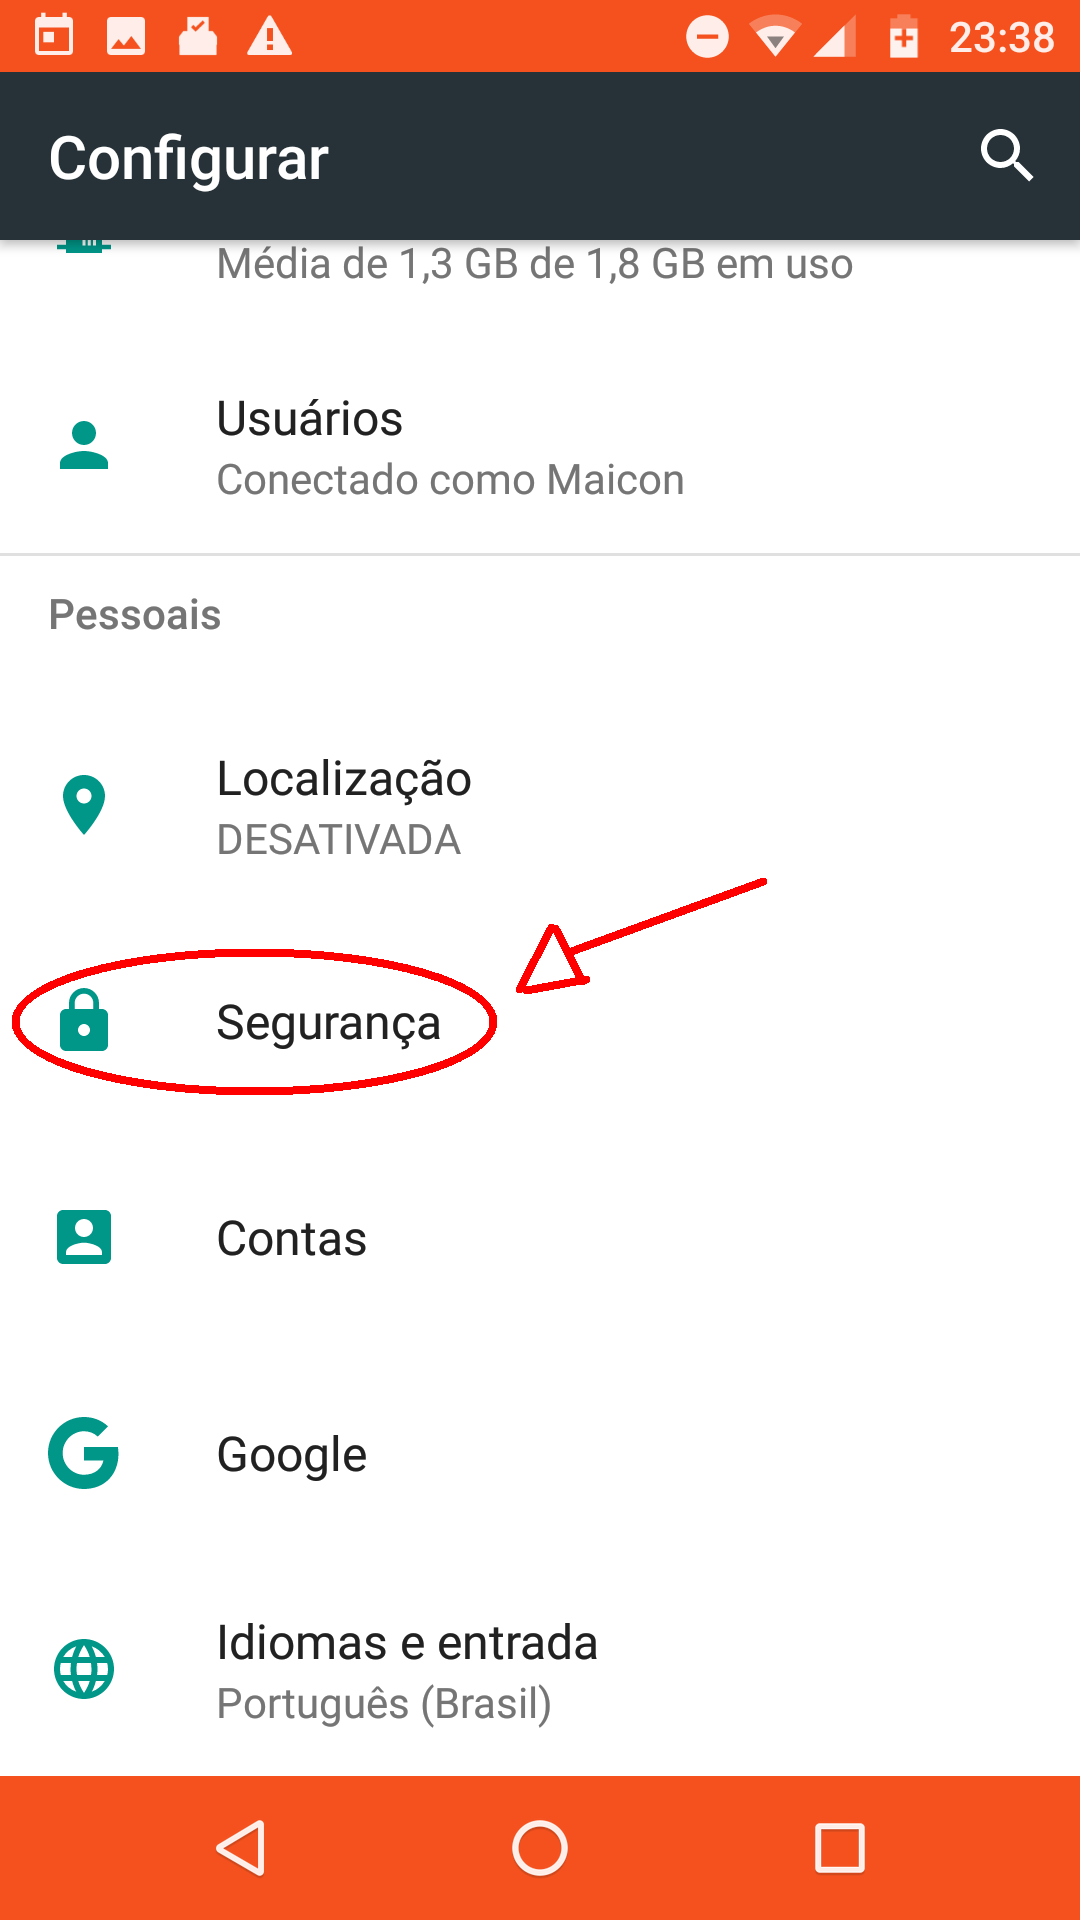 23:38
Configurar
Média de 1,3 GB de 1,8 GB em uso
Usuários
Conectado como Maicon
Pessoais
Localização
DESATIVADA
Segurança
Contas
Google
Idiomas e entrada
Português (Brasil)